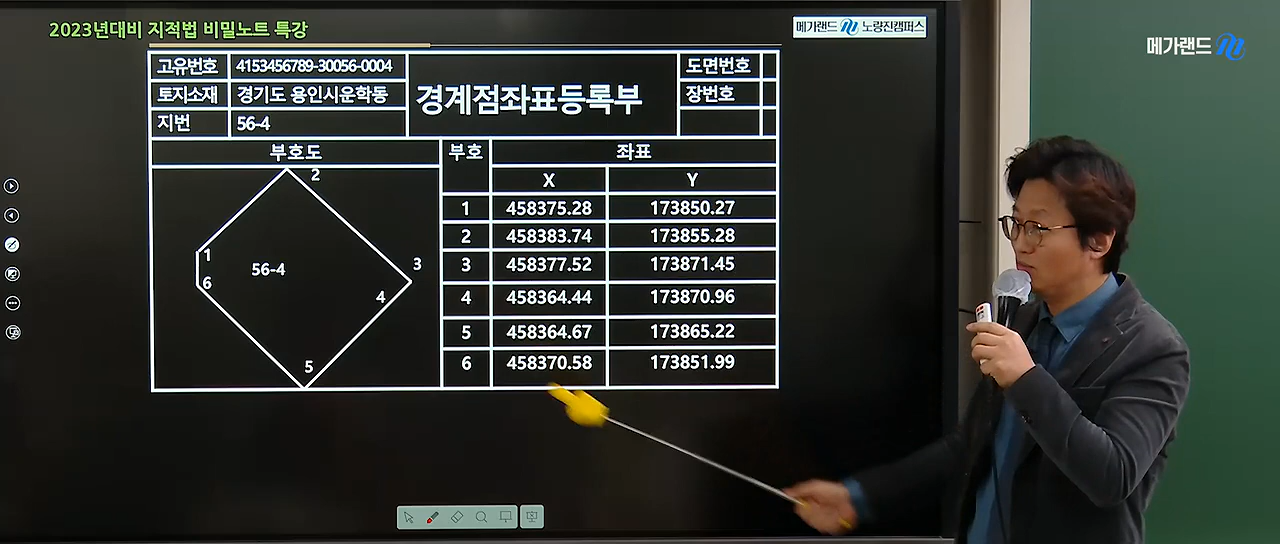 2023년대비 지적법 비밀노트 특강
메가랜드 노량진캠퍼스
메가랜드
고유번호 4153456789-30056-0004 경계점좌표등록부 도면번호
토지소재 경기도 용인시운학동 장번호
지번 56-4
부호도 부호 좌표
X Y
1 458375.28 173850.27
2 458383.74 173855.28
3 458377.52 173871.45
4 458364.44 173870.96
5 458364.67 173865.22
6 458370.58 173851.99
2
1
56-4
3
6
4
5